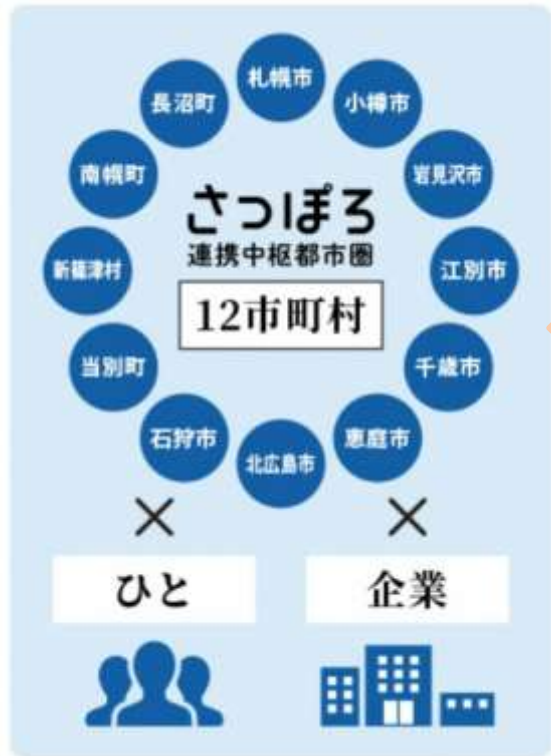 札幌市
小樽市
岩見沢市
江別市
千歳市
恵庭市
北広島市
石狩市
当別町
新篠津村
南幌町
長沼町
さっぽろ
連携中枢都市圏
12市町村
×
×
ひと
企業